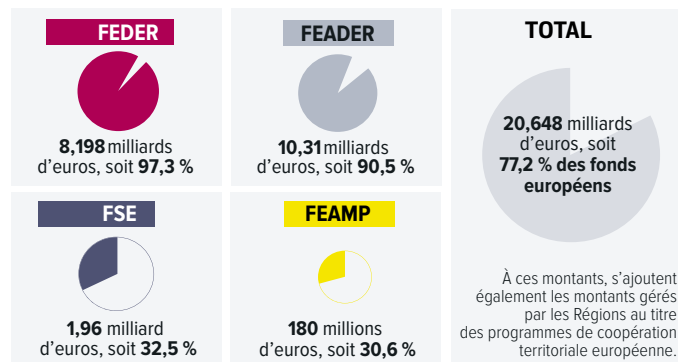 FEDER
8,198 milliards
d’euros, soit 97,3 %
FEADER
10,31 milliards
d’euros, soit 90,5 %
FSE
1,96 milliard
d’euros, soit 32,5 %
FEAMP
180 millions
d’euros, soit 30,6 %
TOTAL
20,648 milliards
d’euros, soit
77,2 % des fonds
européens
À ces montants, s’ajoutent
également les montants gérés
par les Régions au titre
des programmes de coopération
territoriale européenne.